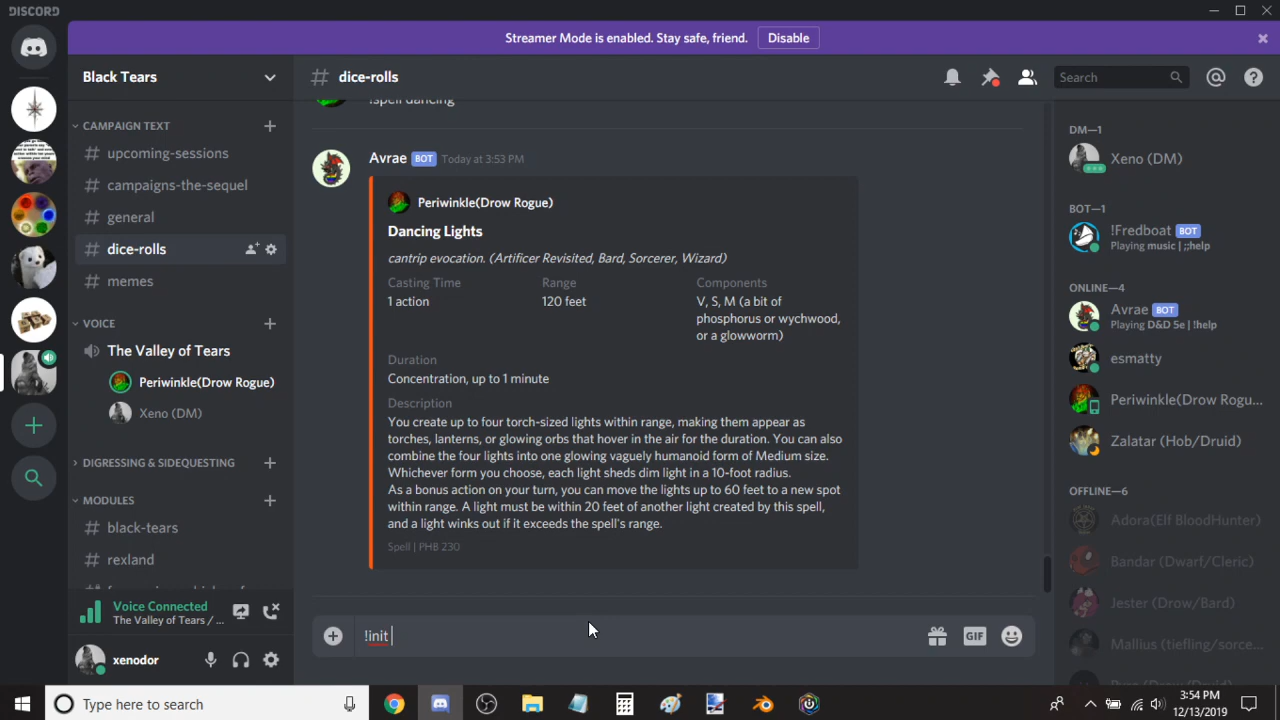 DISCORD
Streamer Mode is enabled. Stay safe, friend.
Disable
Black Tears
CAMPAIGN TEXT
# upcoming-sessions
# campaigns-the-sequel
# general
# dice-rolls
# memes
VOICE
The Valley of Tears
Periwinkle(Drow Rogue)
Xeno (DM)
DIGRESSING & SIDEQUESTING
MODULES
# black-tears
# rexland
Voice Connected
The Valley of Tears / ...
xenodor
# dice-rolls
Search
!spell dancing
Avrae BOT Today at 3:53 PM
Periwinkle(Drow Rogue)
Dancing Lights
cantrip evocation. (Artificer Revisited, Bard, Sorcerer, Wizard)
Casting Time
1 action
Range
120 feet
Components
V, S, M (a bit of
phosphorus or wychwood,
or a glowworm)
Duration
Concentration, up to 1 minute
Description
You create up to four torch-sized lights within range, making them appear as
torches, lanterns, or glowing orbs that hover in the air for the duration. You can also
combine the four lights into one glowing vaguely humanoid form of Medium size.
Whichever form you choose, each light sheds dim light in a 10-foot radius.
As a bonus action on your turn, you can move the lights up to 60 feet to a new spot
within range. A light must be within 20 feet of another light created by this spell,
and a light winks out if it exceeds the spell's range.
Spell | PHB 230
!init
GIF
DM—1
Xeno (DM)
BOT—1
!Fredboat BOT
Playing music | ;;help
ONLINE—4
Avrae BOT
Playing D&D 5e | !help
esmatty
Periwinkle(Drow Rogu...
Zalatar (Hob/Druid)
OFFLINE—6
Adora(Elf BloodHunter)
Bandar (Dwarf/Cleric)
Jester (Drow/Bard)
Mallius (tiefling/sorce...
Type here to search
3:54 PM
12/13/2019